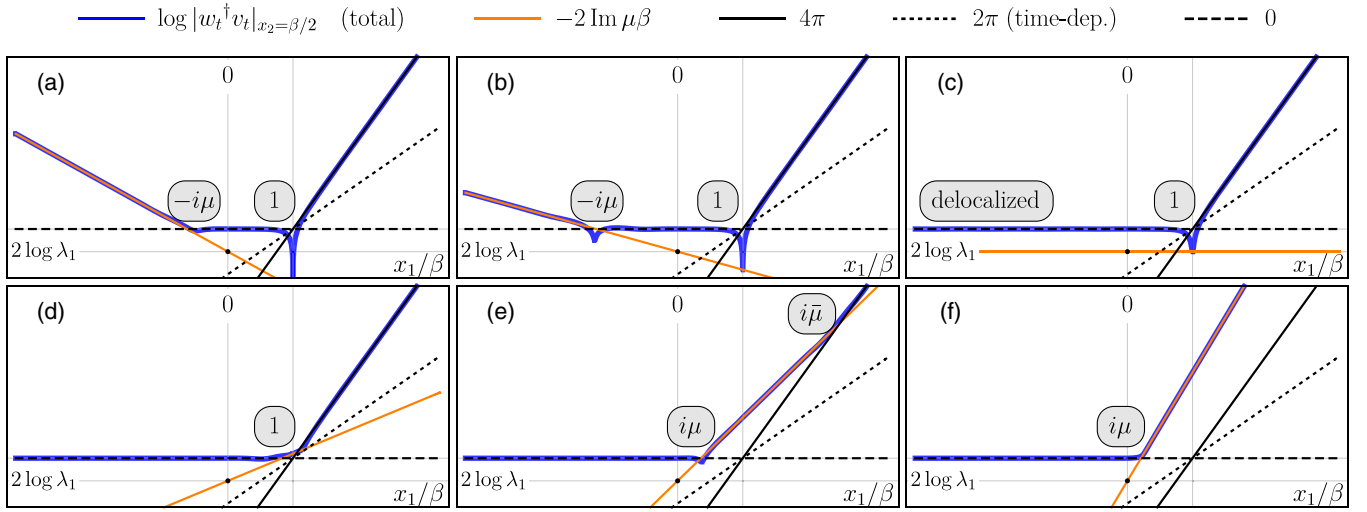 log |w_t†v_t|_{x_2=β/2} (total) −2 Im μβ 4π 2π (time-dep.) 0
(a) 0 −iμ 1 2 log λ_1 x_1/β
(b) 0 −iμ 1 2 log λ_1 x_1/β
(c) 0 delocalized 1 2 log λ_1 x_1/β
(d) 0 1 2 log λ_1 x_1/β
(e) 0 iμ̄ iμ 2 log λ_1 x_1/β
(f) 0 iμ 2 log λ_1 x_1/β